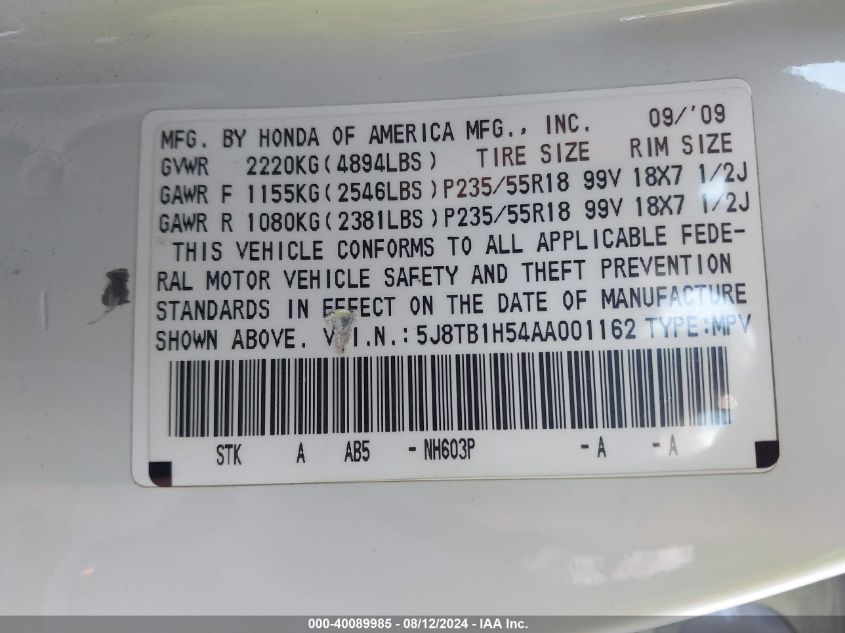 MFG. BY HONDA OF AMERICA MFG., INC. 09/'09
GVWR 2220KG(4894LBS) TIRE SIZE RIM SIZE
GAWR F 1155KG(2546LBS)P235/55R18 99V 18X7 1/2J
GAWR R 1080KG(2381LBS)P235/55R18 99V 18X7 1/2J
THIS VEHICLE CONFORMS TO ALL APPLICABLE FEDE-
RAL MOTOR VEHICLE SAFETY AND THEFT PREVENTION
STANDARDS IN EFFECT ON THE DATE OF MANUFACTURE
SHOWN ABOVE. V.I.N.:5J8TB1H54AA001162 TYPE:MPV
STK A AB5 -NH603P -A -A
000-40089985 - 08/12/2024 - IAA Inc.